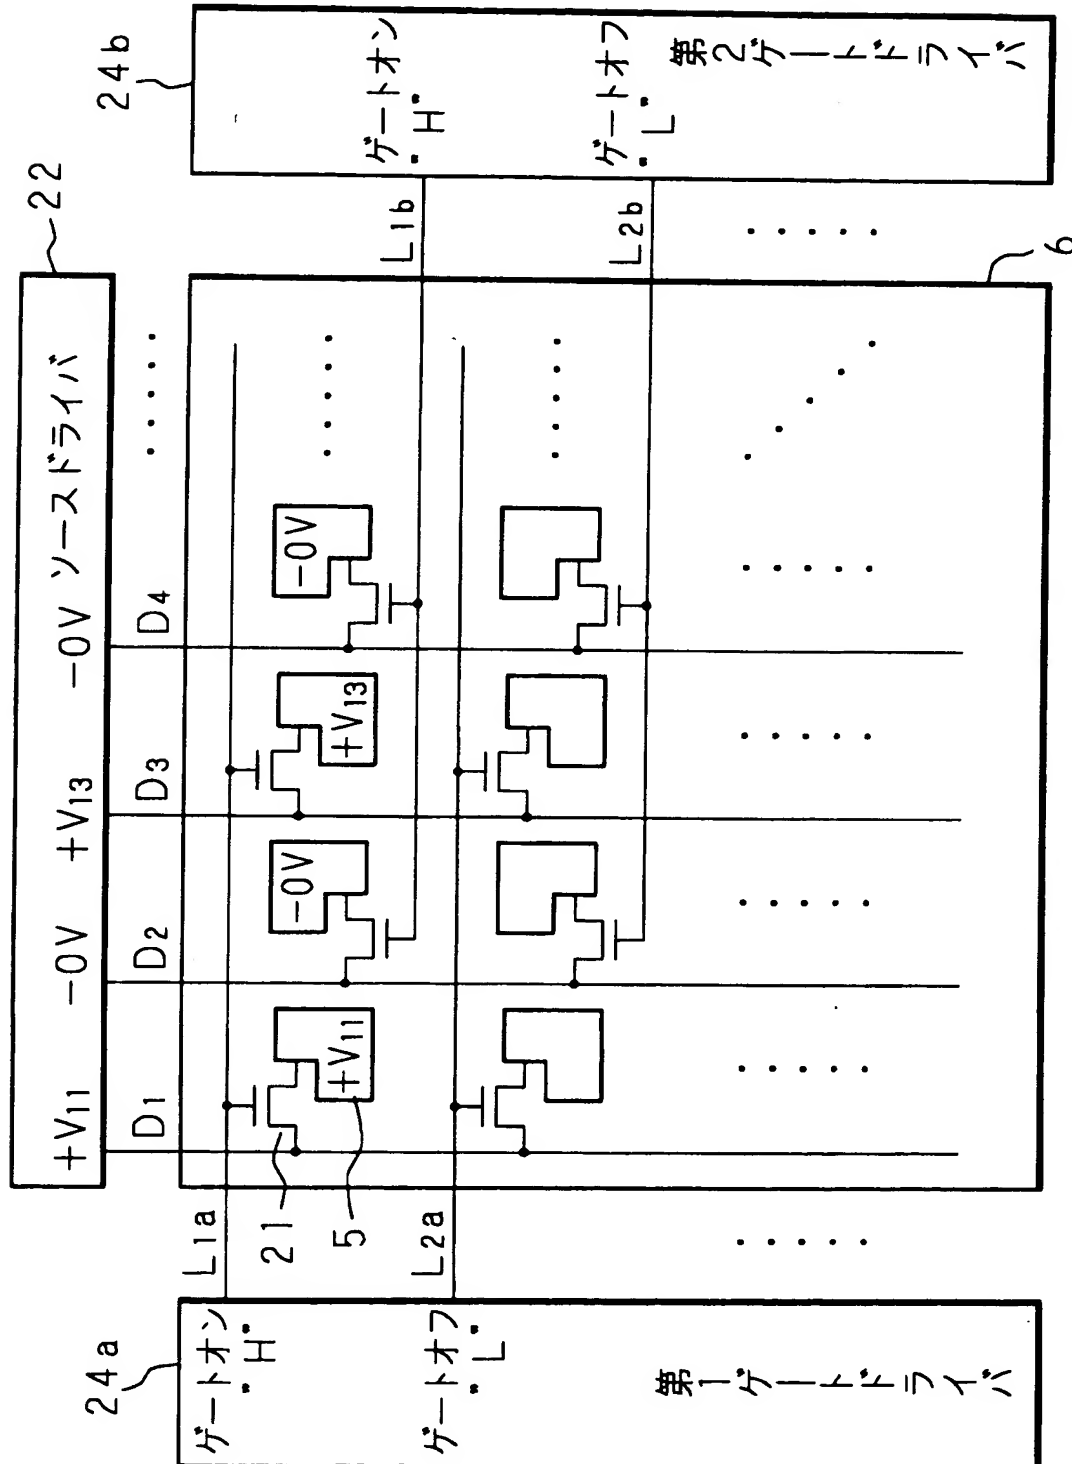 22
ソースドライバ
+V11 -0V +V13 -0V
D1 D2 D3 D4
24a
ゲートオン
"H"
ゲートオフ
"L"
第1ゲートドライバ
L1a
L2a
21
5
+V11 -0V +V13 -0V
24b
ゲートオン
"H"
ゲートオフ
"L"
第2ゲートドライバ
L1b
L2b
6